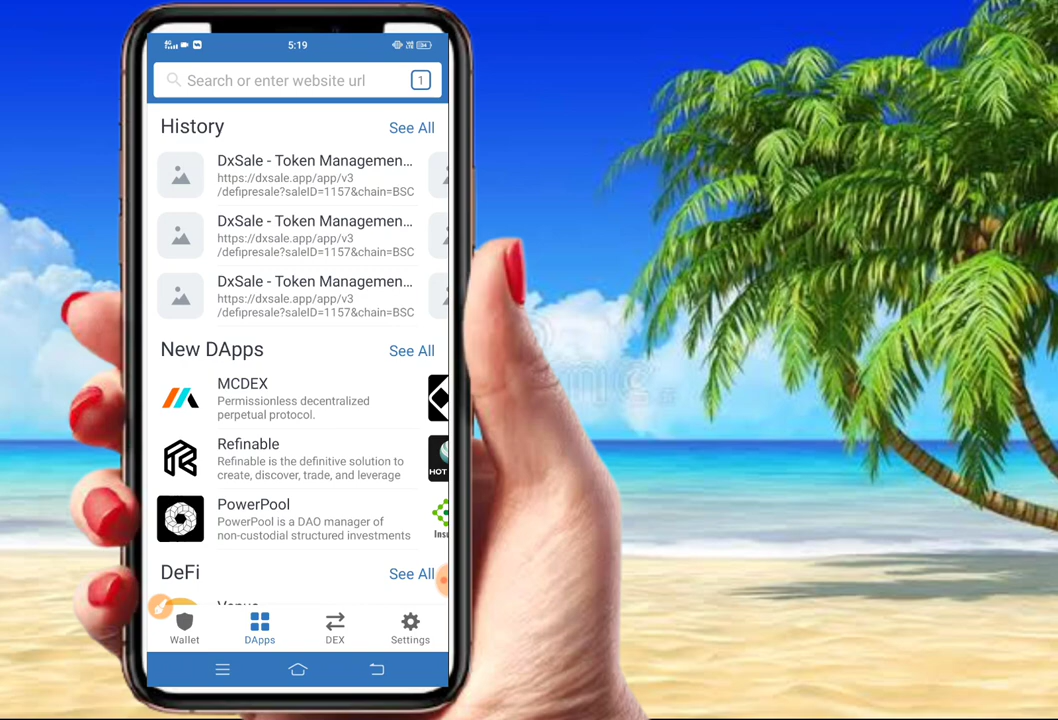 5:19
Search or enter website url
1
History
See All
DxSale - Token Managemen...
https://dxsale.app/app/v3
/defipresale?saleID=1157&chain=BSC
DxSale - Token Managemen...
https://dxsale.app/app/v3
/defipresale?saleID=1157&chain=BSC
DxSale - Token Managemen...
https://dxsale.app/app/v3
/defipresale?saleID=1157&chain=BSC
New DApps
See All
MCDEX
Permissionless decentralized
perpetual protocol.
Refinable
Refinable is the definitive solution to
create, discover, trade, and leverage
HOT
PowerPool
PowerPool is a DAO manager of
non-custodial structured investments
Insu
DeFi
See All
Venus
Wallet
DApps
DEX
Settings